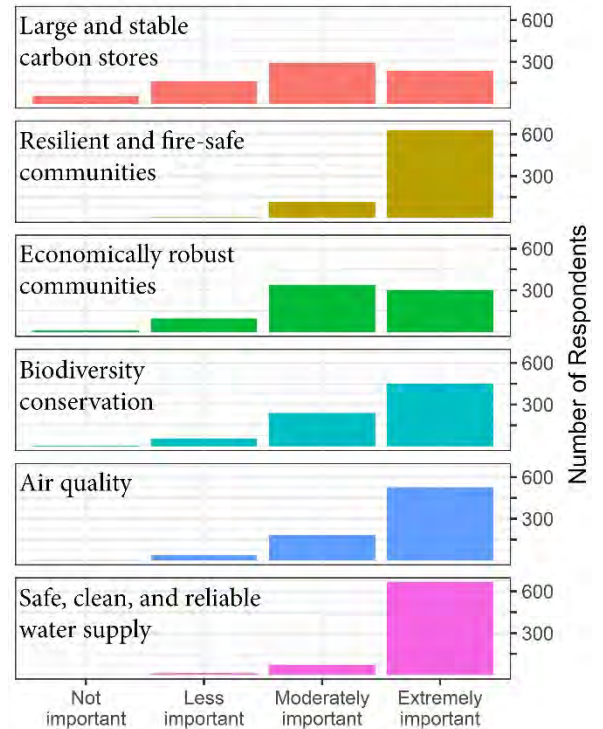 Large and stable
carbon stores
600
300
Resilient and fire-safe
communities
600
300
Economically robust
communities
600
300
Biodiversity
conservation
600
300
Air quality
600
300
Safe, clean, and reliable
water supply
600
300
Number of Respondents
Not
important
Less
important
Moderately
important
Extremely
important